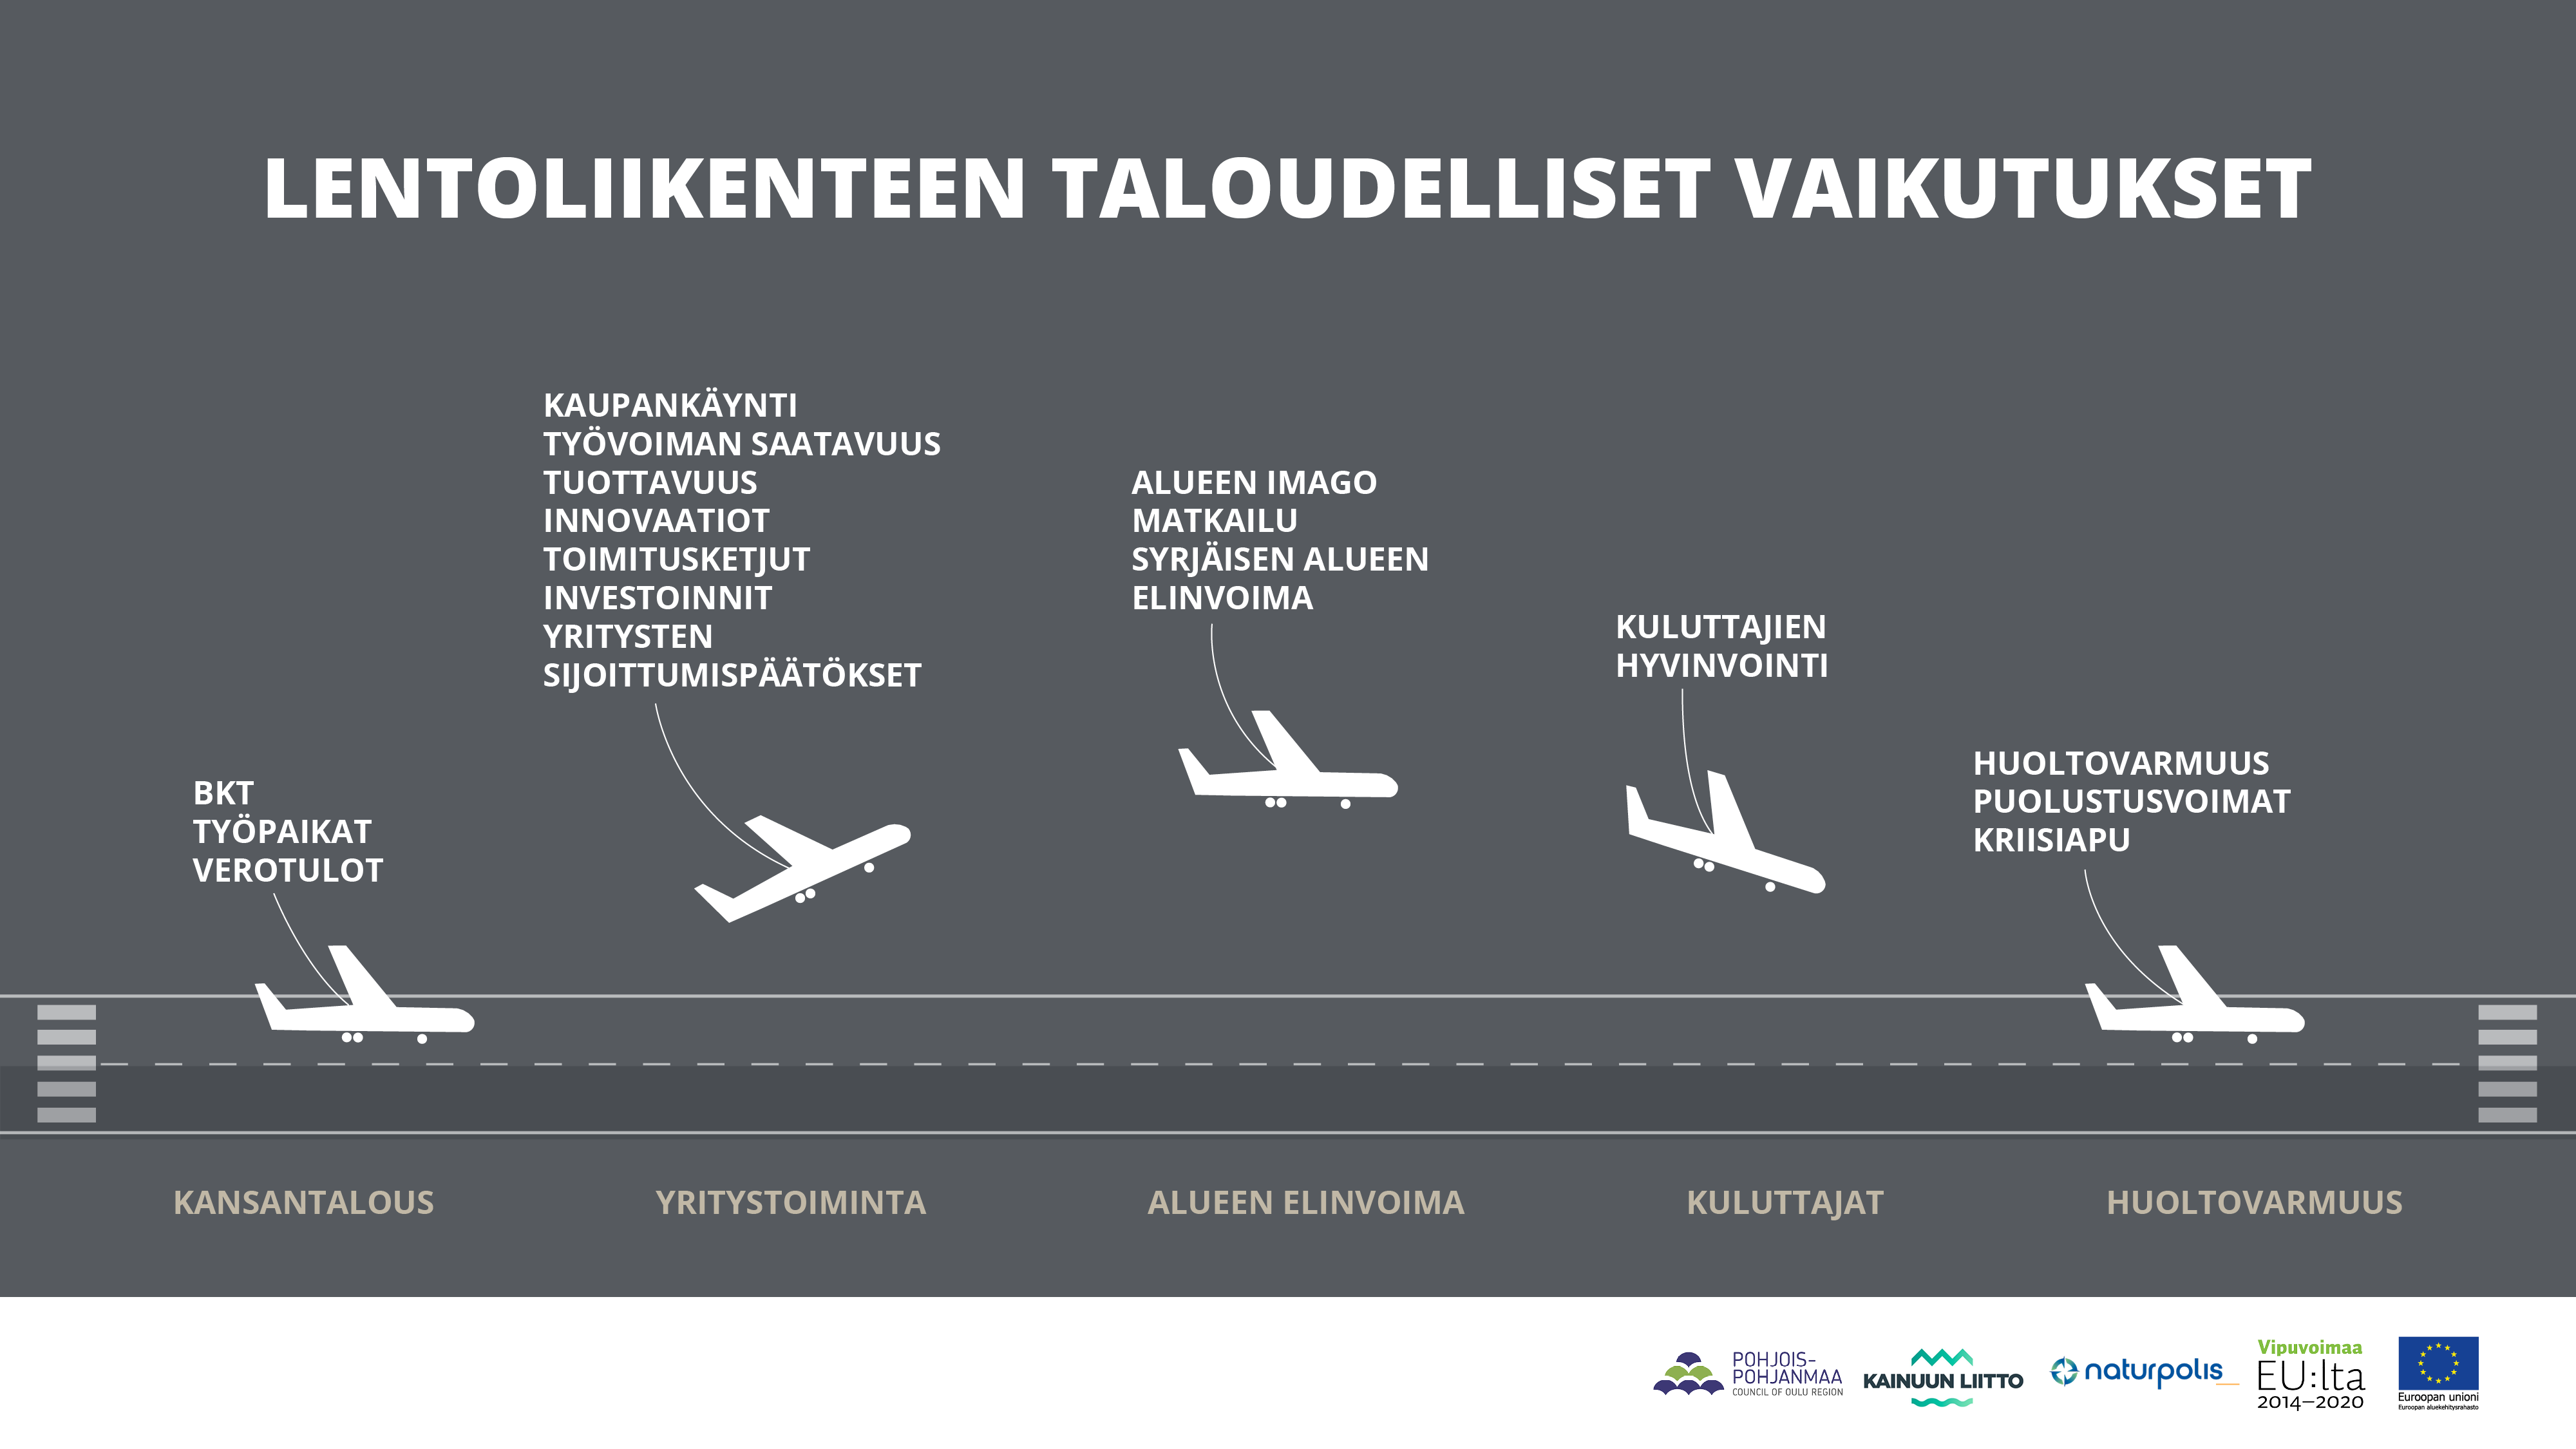 LENTOLIIKENTEEN TALOUDELLISET VAIKUTUKSET
BKT
TYÖPAIKAT
VEROTULOT
KAUPANKÄYNTI
TYÖVOIMAN SAATAVUUS
TUOTTAVUUS
INNOVAATIOT
TOIMITUSKETJUT
INVESTOINNIT
YRITYSTEN
SIJOITTUMISPÄÄTÖKSET
ALUEEN IMAGO
MATKAILU
SYRJÄISEN ALUEEN
ELINVOIMA
KULUTTAJIEN
HYVINVOINTI
HUOLTOVARMUUS
PUOLUSTUSVOIMAT
KRIISIAPU
KANSANTALOUS
YRITYSTOIMINTA
ALUEEN ELINVOIMA
KULUTTAJAT
HUOLTOVARMUUS
POHJOIS-
POHJANMAA
COUNCIL OF OULU REGION
KAINUUN LIITTO
naturpolis
Vipuvoimaa
EU:lta
2014–2020
Euroopan unioni
Euroopan aluekehitysrahasto